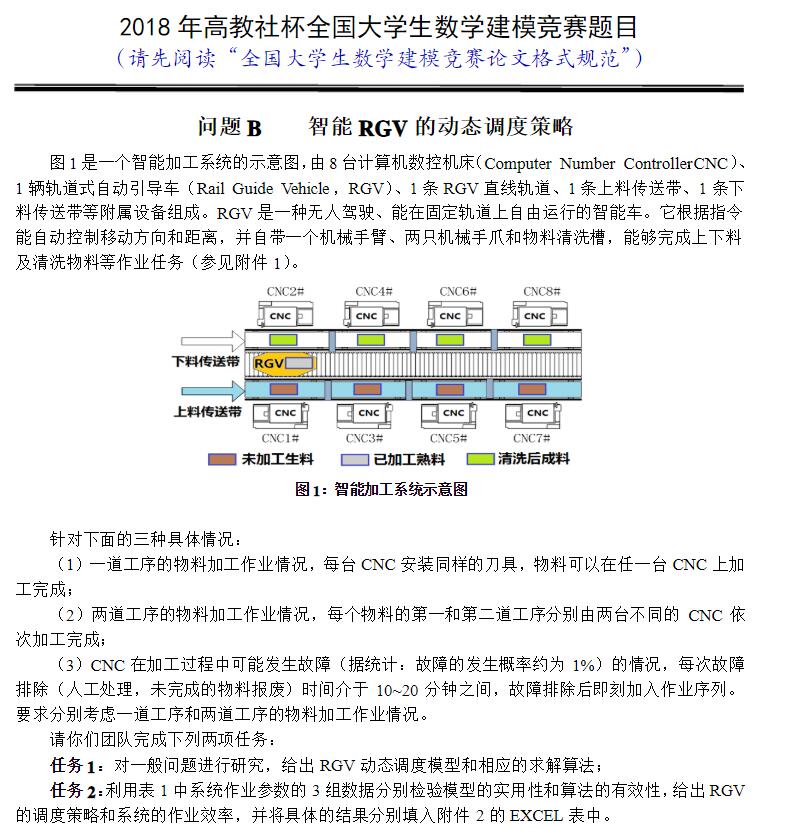 2018 年高教社杯全国大学生数学建模竞赛题目
(请先阅读“全国大学生数学建模竞赛论文格式规范”)
问题 B 智能 RGV 的动态调度策略
图 1 是一个智能加工系统的示意图，由 8 台计算机数控机床（Computer Number ControllerCNC）、
1 辆轨道式自动引导车（Rail Guide Vehicle，RGV）、1 条 RGV 直线轨道、1 条上料传送带、1 条下
料传送带等附属设备组成。RGV 是一种无人驾驶、能在固定轨道上自由运行的智能车。它根据指令
能自动控制移动方向和距离，并自带一个机械手臂、两只机械手爪和物料清洗槽，能够完成上下料
及清洗物料等作业任务（参见附件 1）。
CNC2# CNC4# CNC6# CNC8#
CNC CNC CNC CNC
下料传送带
RGV
上料传送带
CNC CNC CNC CNC
CNC1# CNC3# CNC5# CNC7#
未加工生料 已加工熟料 清洗后成料
图 1：智能加工系统示意图
针对下面的三种具体情况：
（1）一道工序的物料加工作业情况，每台 CNC 安装同样的刀具，物料可以在任一台 CNC 上加
工完成；
（2）两道工序的物料加工作业情况，每个物料的第一和第二道工序分别由两台不同的 CNC 依
次加工完成；
（3）CNC 在加工过程中可能发生故障（据统计：故障的发生概率约为 1%）的情况，每次故障
排除（人工处理，未完成的物料报废）时间介于 10~20 分钟之间，故障排除后即刻加入作业序列。
要求分别考虑一道工序和两道工序的物料加工作业情况。
请你们团队完成下列两项任务：
任务 1：对一般问题进行研究，给出 RGV 动态调度模型和相应的求解算法；
任务 2：利用表 1 中系统作业参数的 3 组数据分别检验模型的实用性和算法的有效性，给出 RGV
的调度策略和系统的作业效率，并将具体的结果分别填入附件 2 的 EXCEL 表中。